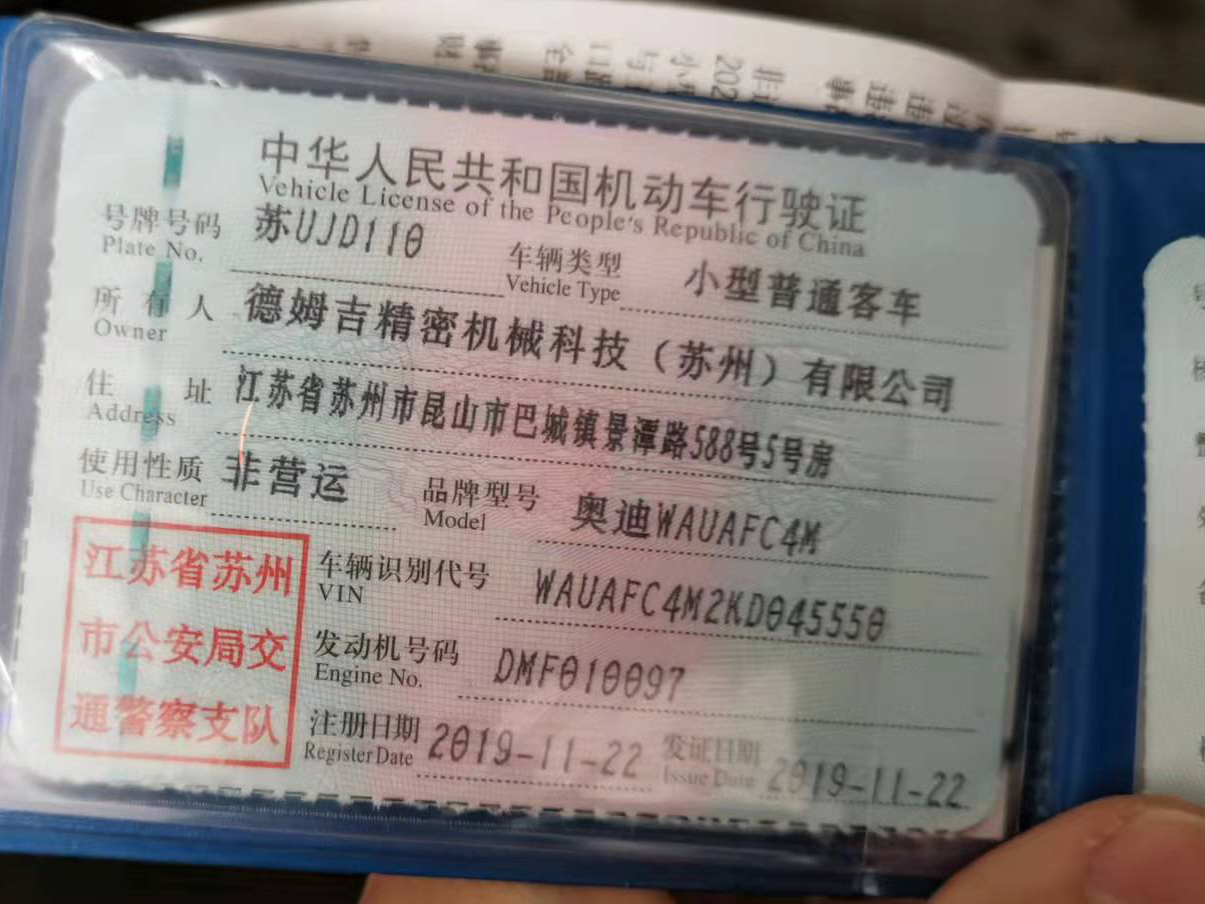 中华人民共和国机动车行驶证
Vehicle License of the People's Republic of China
号牌号码 苏UJD110 车辆类型 小型普通客车
Plate No. Vehicle Type
所有人 德姆吉精密机械科技（苏州）有限公司
Owner
住址 江苏省苏州市昆山市巴城镇景潭路588号5号房
Address
使用性质 非营运 品牌型号 奥迪WAUAFC4M
Use Character Model
江苏省苏州
市公安局交
通警察支队
车辆识别代号 WAUAFC4M2KD045550
VIN
发动机号码 DMF010097
Engine No.
注册日期 2019-11-22 发证日期 2019-11-22
Register Date Issue Date